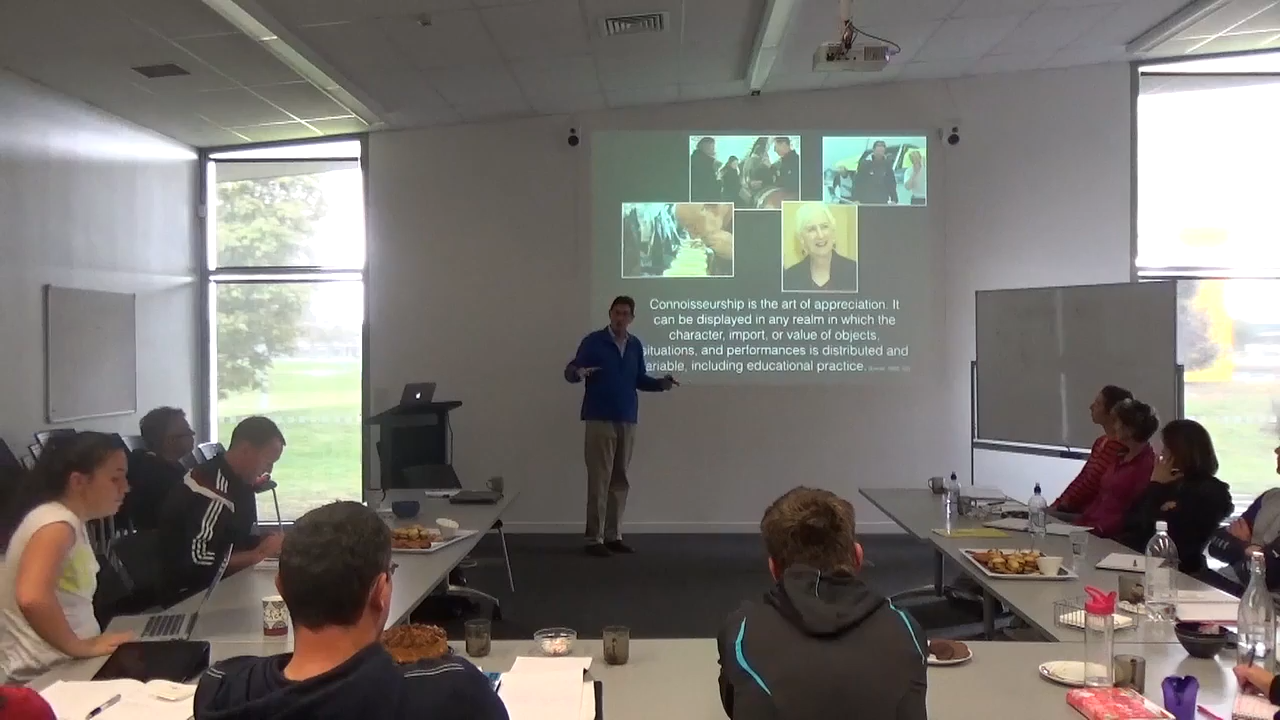 Connoisseurship is the art of appreciation. It
can be displayed in any realm in which the
character, import, or value of objects,
situations, and performances is distributed and
ariable, including educational practice.